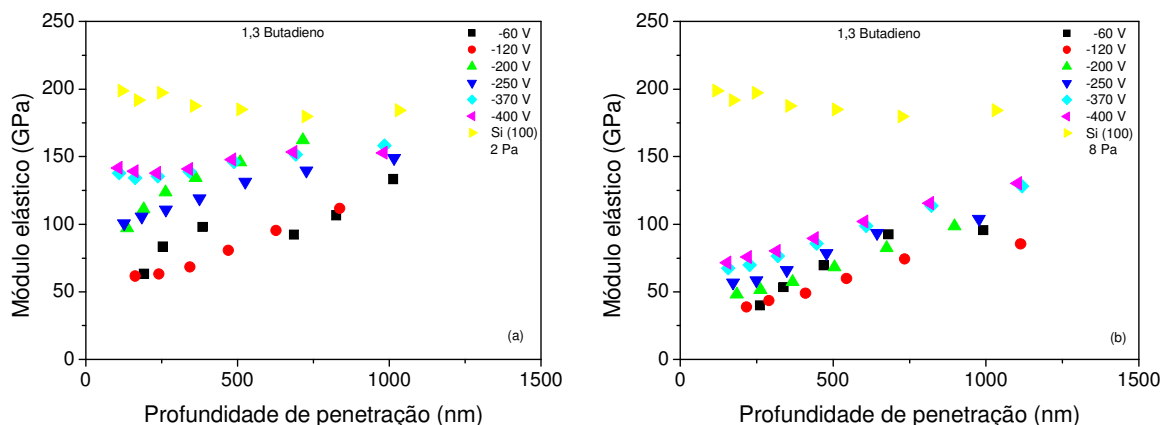 250
200
150
100
50
0
Módulo elástico (GPa)
1,3 Butadieno
-60 V
-120 V
-200 V
-250 V
-370 V
-400 V
Si (100)
2 Pa
(a)
0 500 1000 1500
Profundidade de penetração (nm)
250
200
150
100
50
0
Módulo elástico (GPa)
1,3 Butadieno
-60 V
-120 V
-200 V
-250 V
-370 V
-400 V
Si (100)
8 Pa
(b)
0 500 1000 1500
Profundidade de penetração (nm)